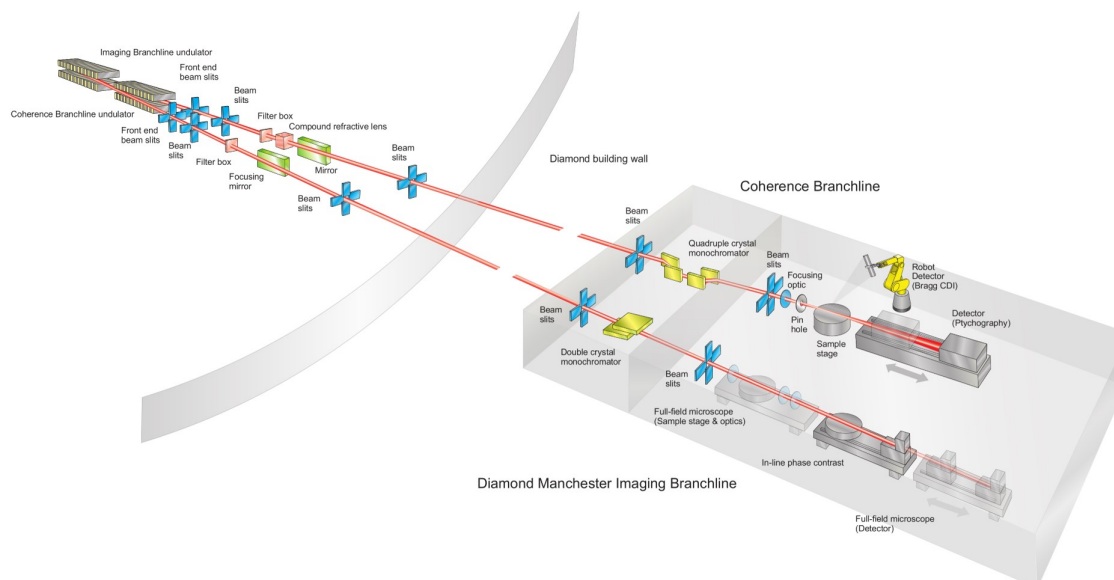 Imaging Branchline undulator
Front end
beam slits
Beam
slits
Coherence Branchline undulator
Filter box
Compound refractive lens
Front end
beam slits
Beam
slits
Filter box
Focusing
mirror
Mirror
Beam
slits
Beam
slits
Diamond building wall
Coherence Branchline
Beam
slits
Quadruple crystal
monochromator
Beam
slits
Focusing
optic
Robot
Detector
(Bragg CDI)
Pin
hole
Detector
(Ptychography)
Sample
stage
Beam
slits
Double crystal
monochromator
Beam
slits
Full-field microscope
(Sample stage & optics)
In-line phase contrast
Diamond Manchester Imaging Branchline
Full-field microscope
(Detector)